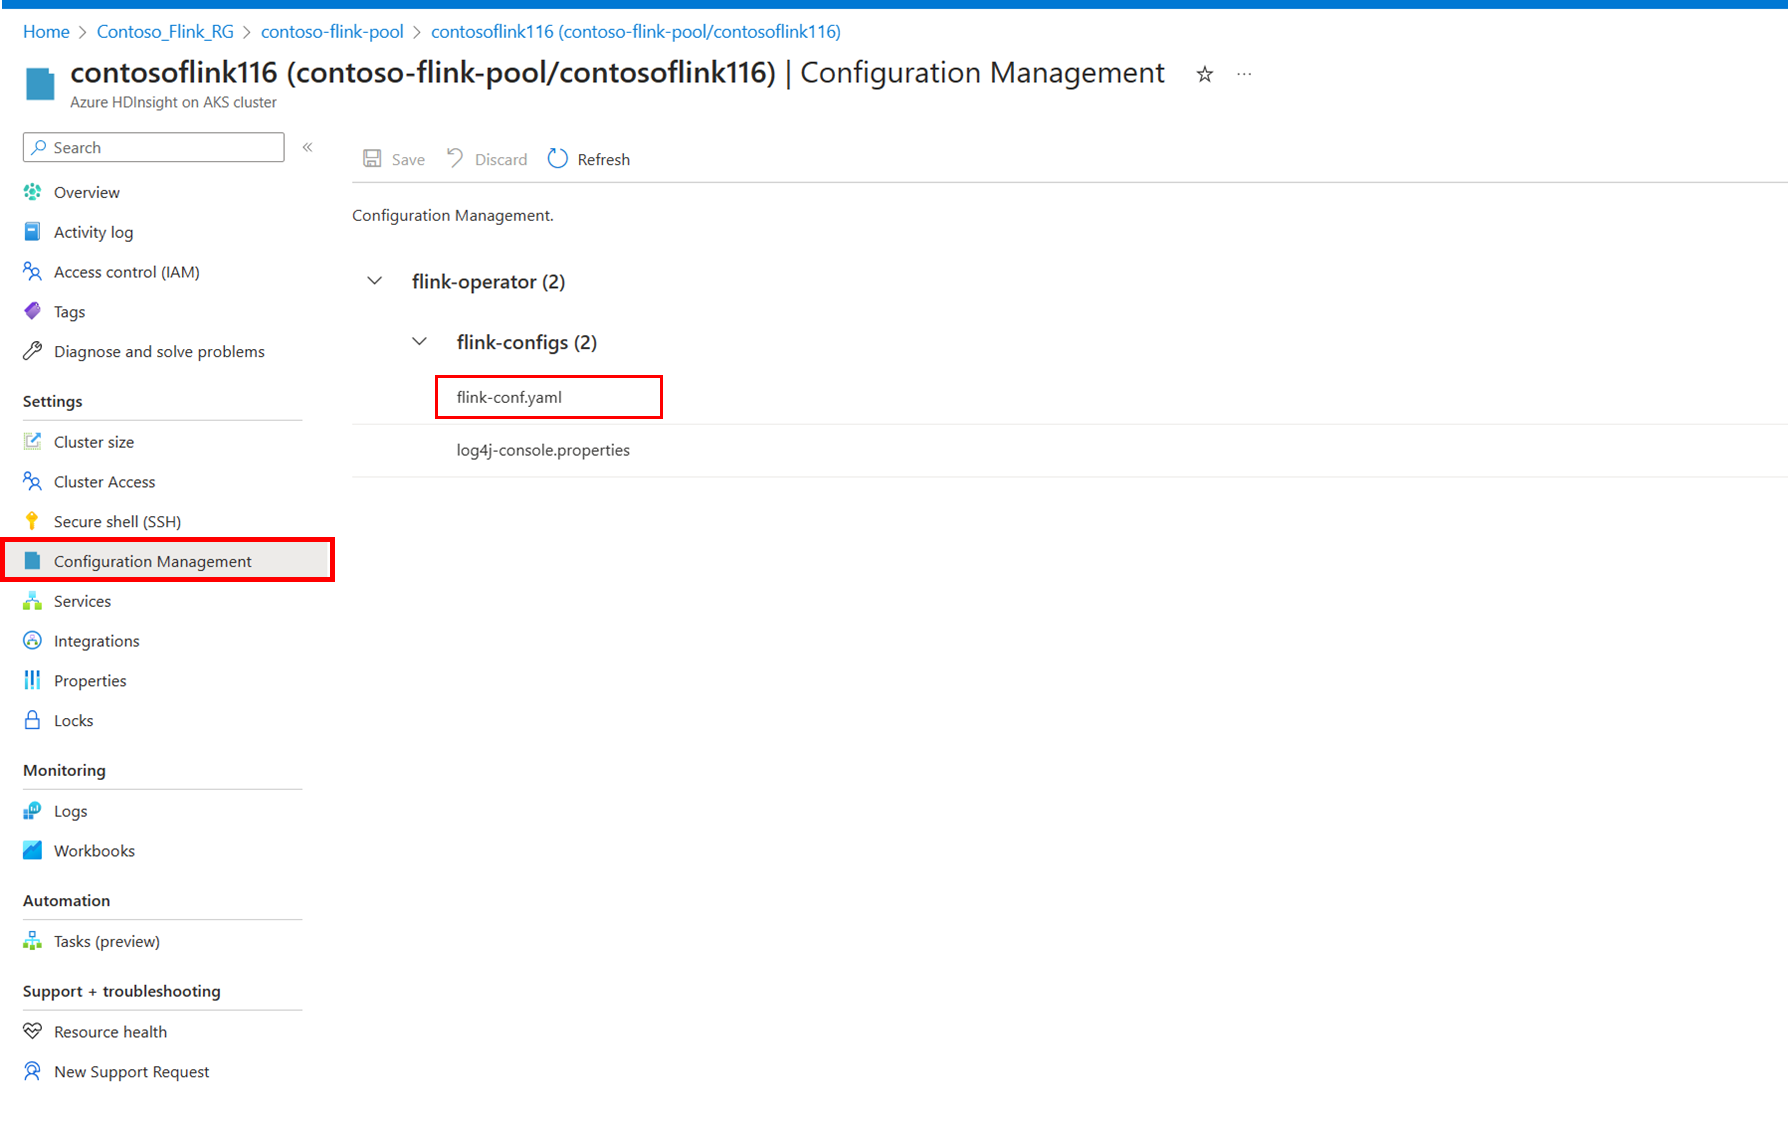 Home > Contoso_Flink_RG > contoso-flink-pool > contosoflink116 (contoso-flink-pool/contosoflink116)
contosoflink116 (contoso-flink-pool/contosoflink116) | Configuration Management ☆ ...
Azure HDInsight on AKS cluster
Search «
Save Discard Refresh
Configuration Management.
flink-operator (2)
flink-configs (2)
flink-conf.yaml
log4j-console.properties
Overview
Activity log
Access control (IAM)
Tags
Diagnose and solve problems
Settings
Cluster size
Cluster Access
Secure shell (SSH)
Configuration Management
Services
Integrations
Properties
Locks
Monitoring
Logs
Workbooks
Automation
Tasks (preview)
Support + troubleshooting
Resource health
New Support Request